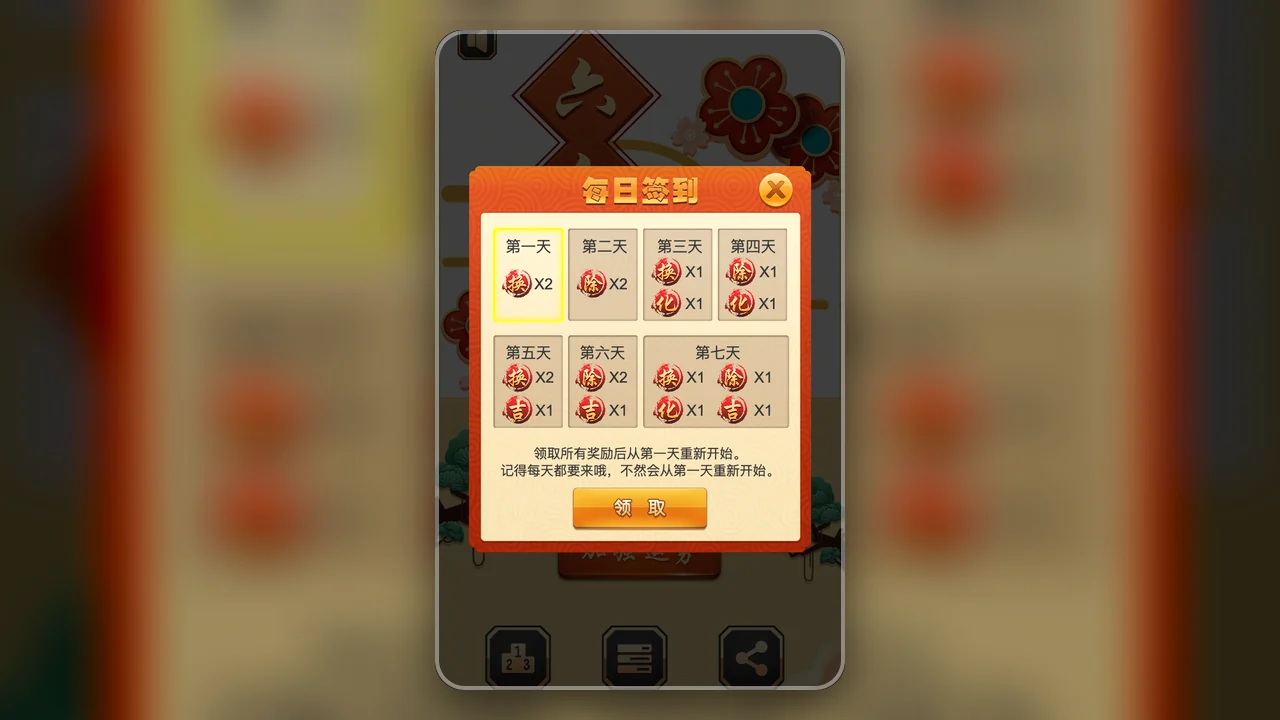 六
每日签到
第一天
换 X2
第二天
除 X2
第三天
换 X1
化 X1
第四天
除 X1
化 X1
第五天
换 X2
吉 X1
第六天
除 X2
吉 X1
第七天
换 X1 除 X1
化 X1 吉 X1
领取所有奖励后从第一天重新开始。
记得每天都要来哦，不然会从第一天重新开始。
领 取
1
2 3